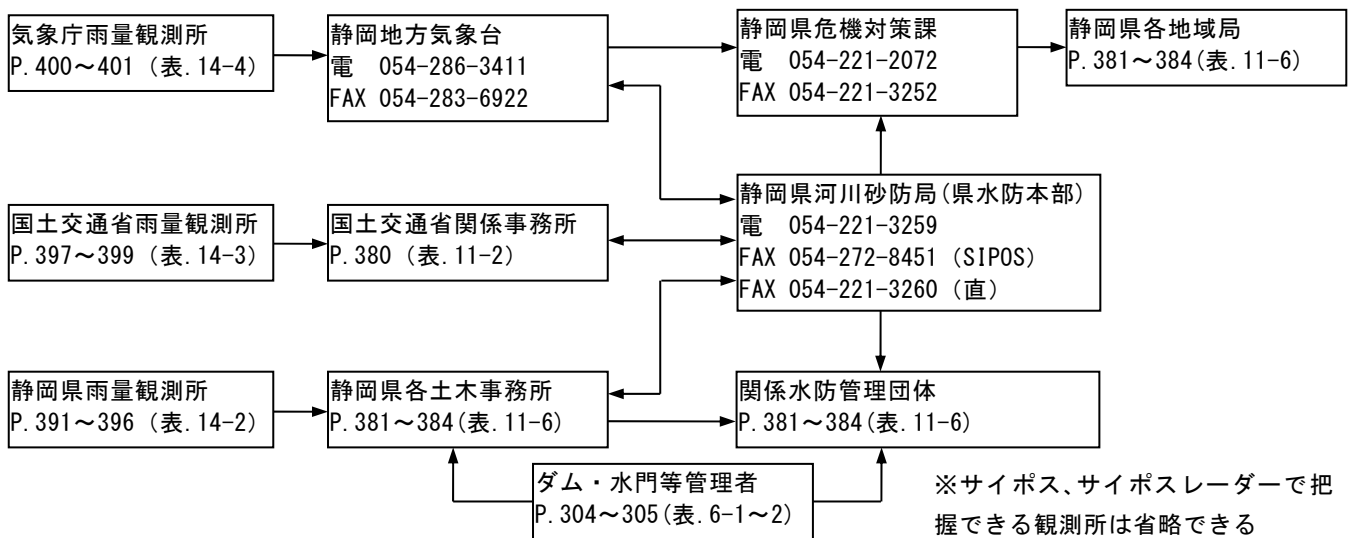 気象庁雨量観測所
P.400～401（表.14-4）
静岡地方気象台
電　054-286-3411
FAX 054-283-6922
静岡県危機対策課
電　054-221-2072
FAX 054-221-3252
静岡県各地域局
P.381～384(表.11-6)
国土交通省雨量観測所
P.397～399（表.14-3）
国土交通省関係事務所
P.380（表.11-2）
静岡県河川砂防局(県水防本部)
電　054-221-3259
FAX 054-272-8451（SIPOS）
FAX 054-221-3260（直）
静岡県雨量観測所
P.391～396（表.14-2）
静岡県各土木事務所
P.381～384(表.11-6)
関係水防管理団体
P.381～384(表.11-6)
ダム・水門等管理者
P.304～305(表.6-1～2)
※サイポス、サイポスレーダーで把
握できる観測所は省略できる